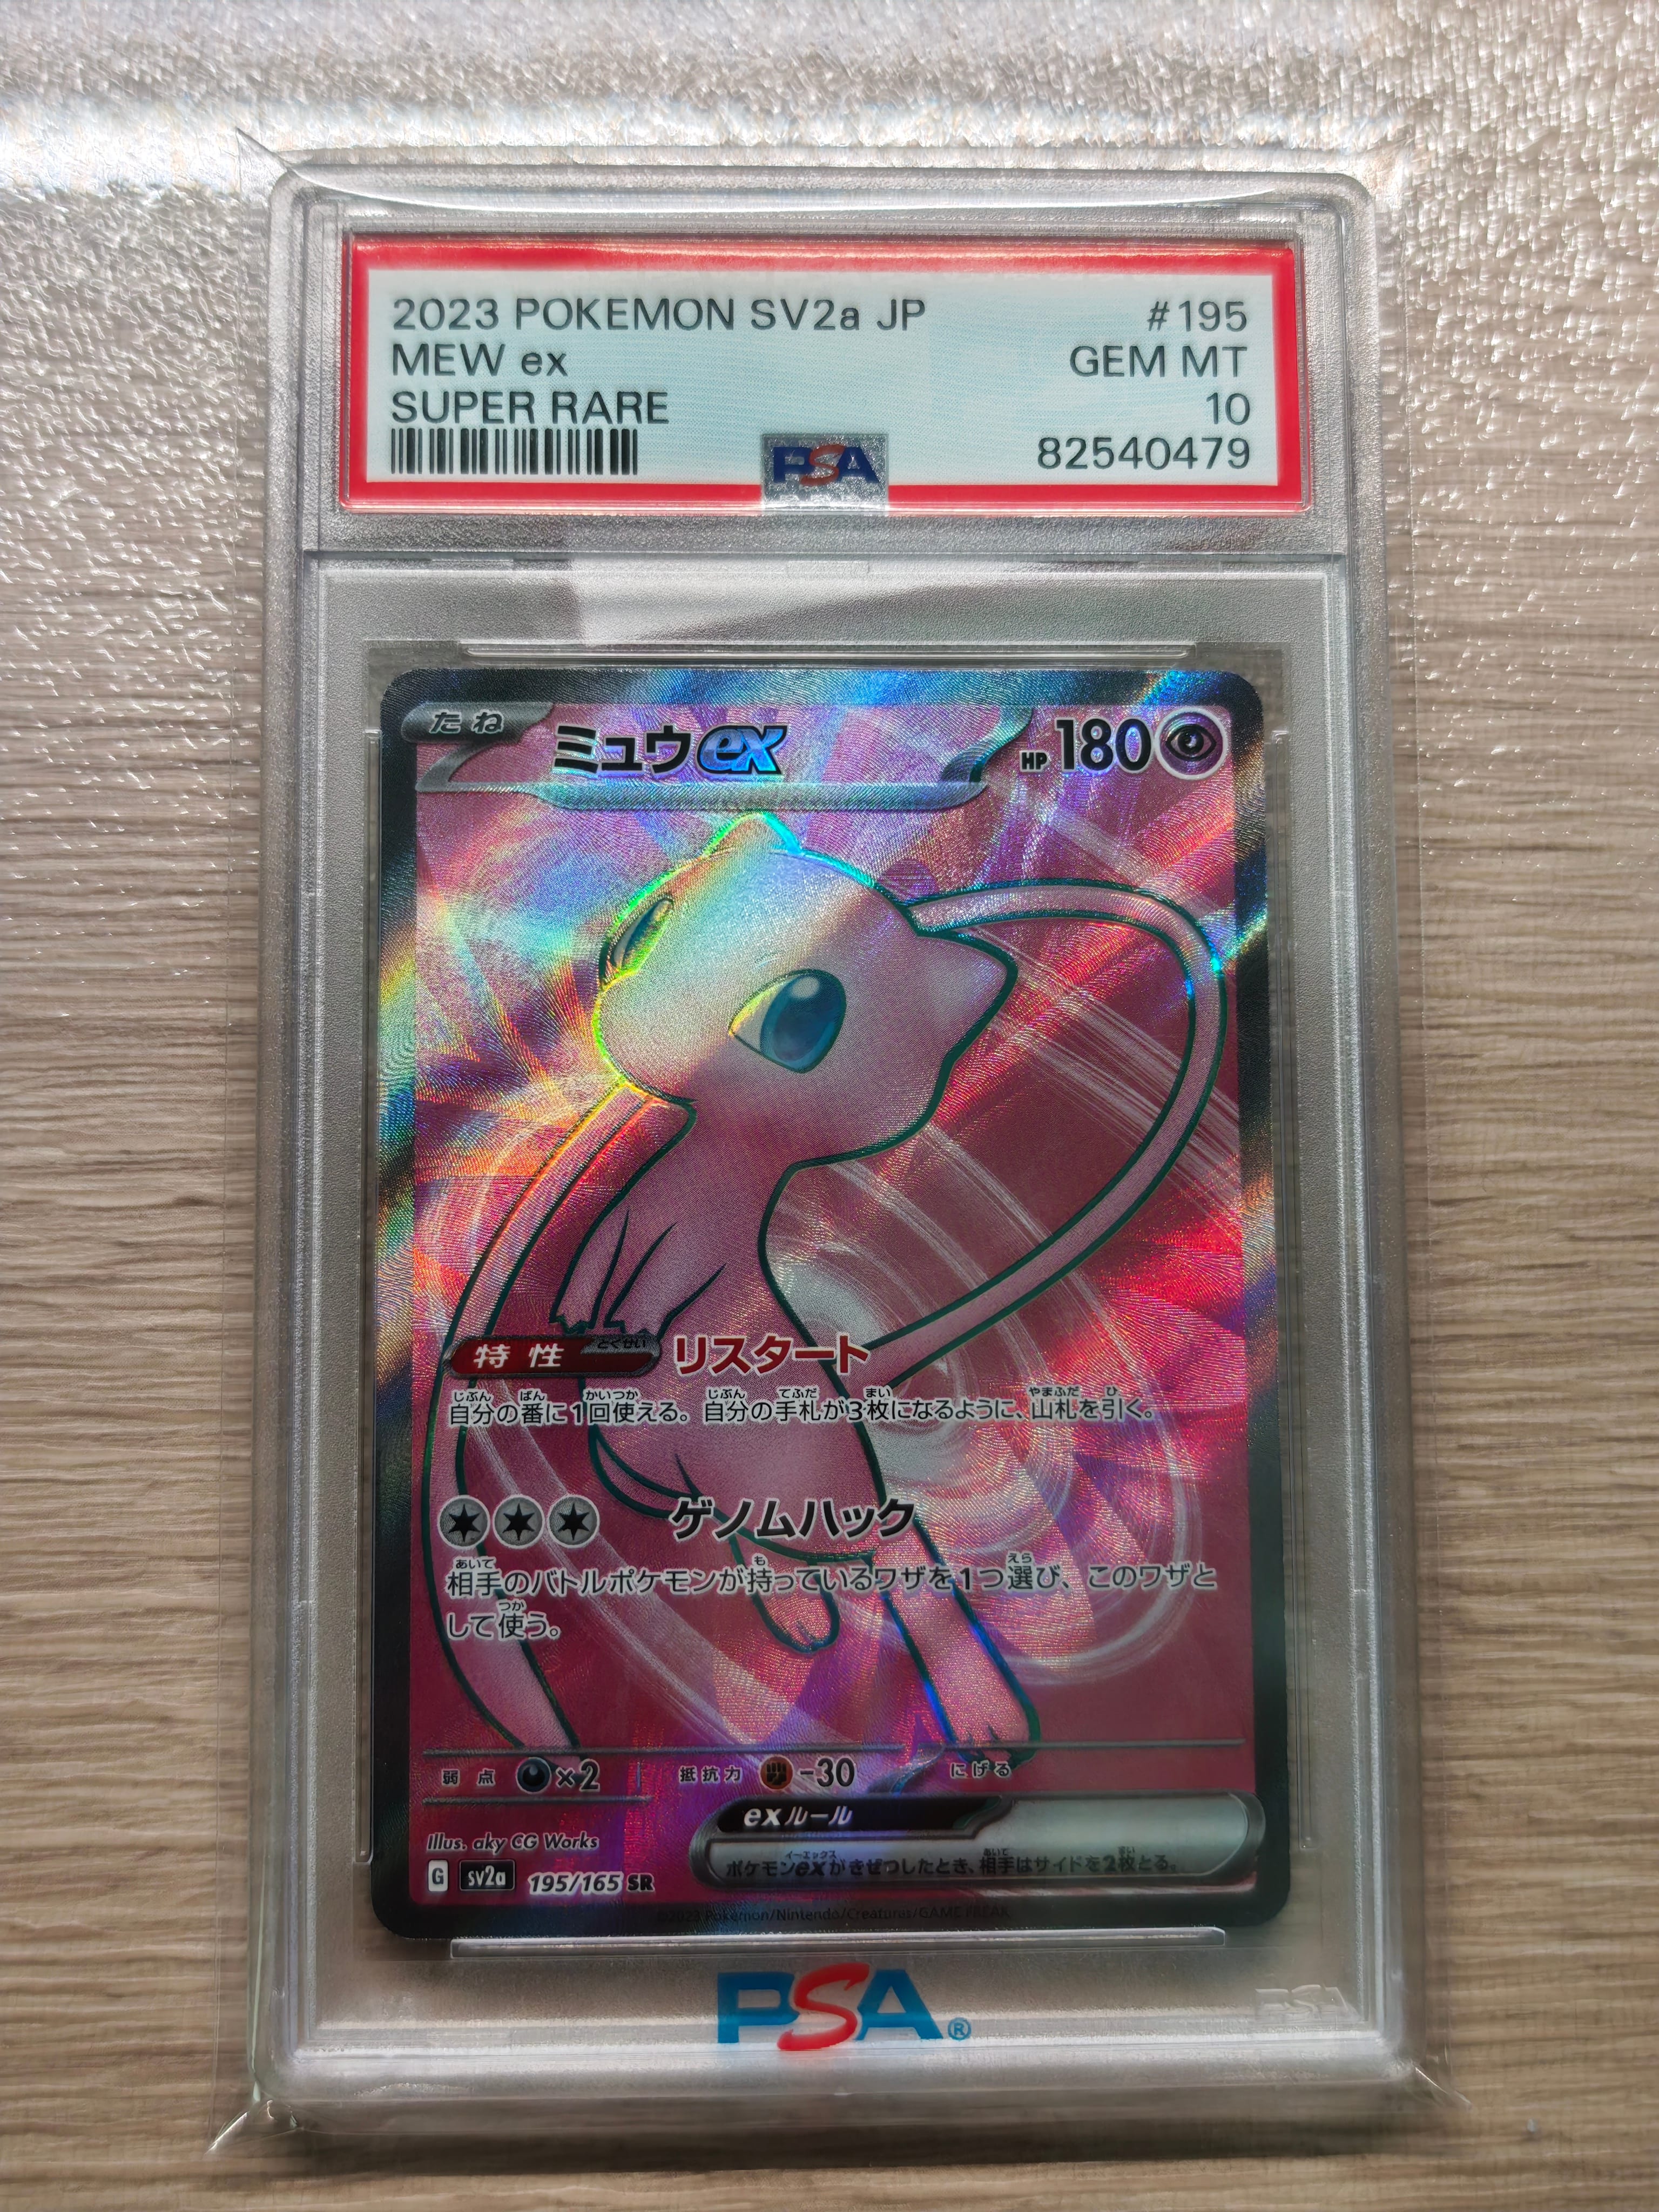 2023 POKEMON SV2a JP #195
MEW ex GEM MT
SUPER RARE 10
PSA 82540479
たね ミュウex HP180
特性 とくせい リスタート
じぶん ばん かいつか じぶん てふだ まい やまふだ ひ
自分の番に1回使える。自分の手札が3枚になるように、山札を引く。
ゲノムハック
あいて も えら
相手のバトルポケモンが持っているワザを1つ選び、このワザと
つか
して使う。
弱点 ×2 抵抗力 -30 にげる
exルール
イーエックス あいて まい
ポケモンexがきぜつしたとき、相手はサイドを2枚とる。
Illus. aky CG Works
G SV2a 195/165 SR
©2023 Pokémon/Nintendo/Creatures/GAME FREAK
PSA®
PSA